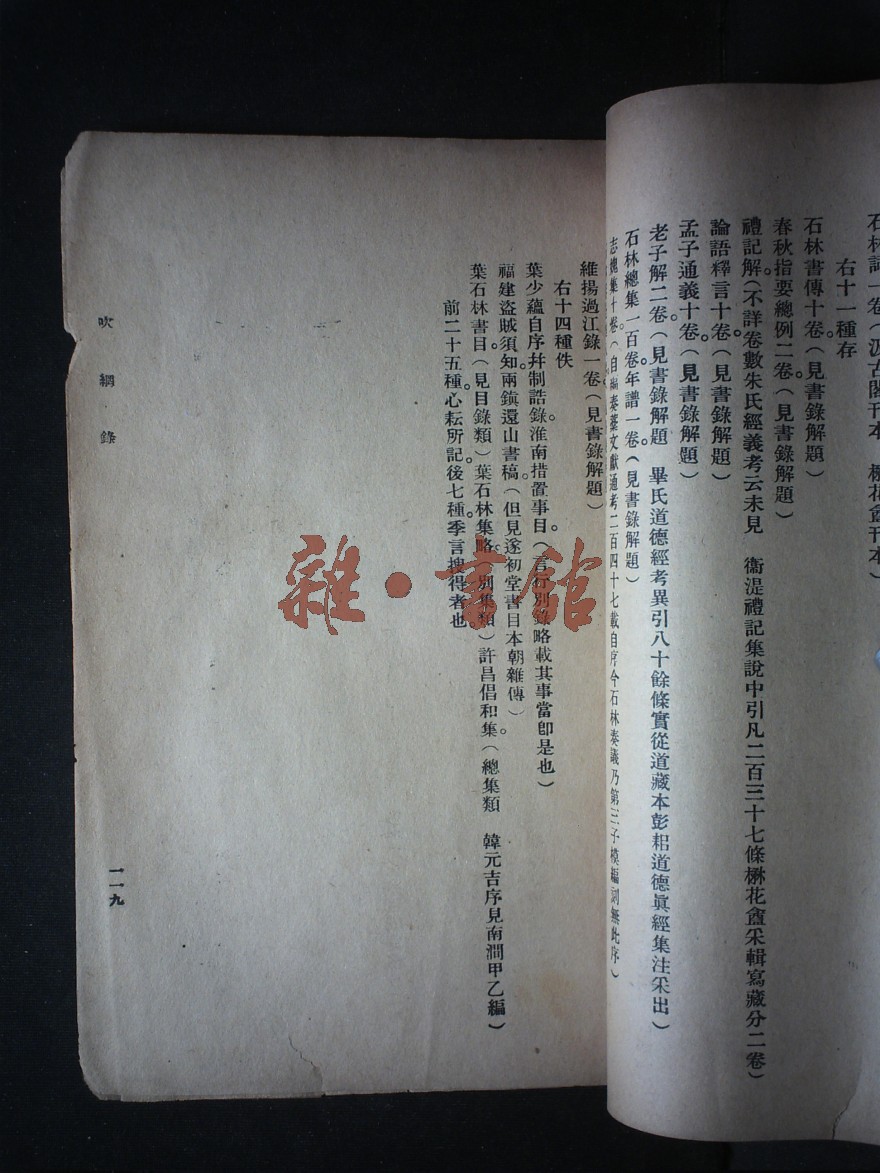 石林詞一卷(汲古閣刊本 楙花盦刊本)
右十一種存
石林書傳十卷。(見書錄解題)
春秋指要總例二卷。(見書錄解題)
禮記解。(不詳卷數朱氏經義考云未見 衞湜禮記集說中引凡二百三十七條楙花盦采輯寫藏分二卷)
論語釋言十卷。(見書錄解題)
孟子通義十卷。(見書錄解題)
老子解二卷。(見書錄解題 畢氏道德經考異引八十餘條實從道藏本彭耜道德眞經集注采出)
石林總集一百卷年譜一卷。(見書錄解題)
志愧集十卷。(自編奏藁文獻通考二百四十七載自序今石林奏議乃第三子模編詞無此序)
維揚過江錄一卷(見書錄解題)
右十四種佚
葉少蘊自序幷制誥錄。淮南措置事目。(言行別錄略載其事當卽是也)
福建盜賊須知。兩鎮還山書稿。(但見遂初堂書目本朝雜傳)
葉石林書目(見目錄類)葉石林集略。(別集類)許昌倡和集。(總集類 韓元吉序見南澗甲乙編)
前二十五種。心耘所記後七種。季言搜得者也。
吹網錄
一一九
雜·書館